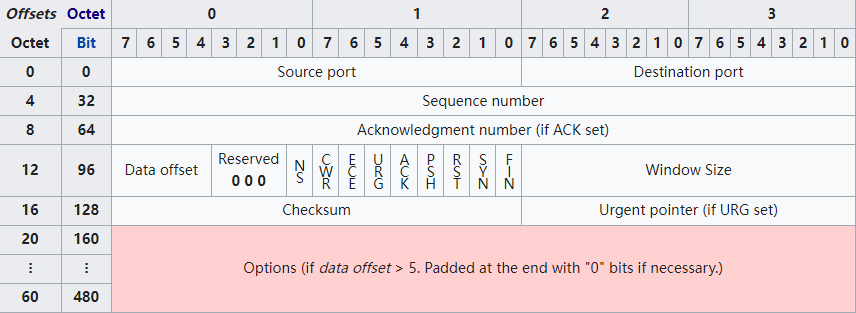 Offsets Octet 0 1 2 3
Octet Bit 7 6 5 4 3 2 1 0 7 6 5 4 3 2 1 0 7 6 5 4 3 2 1 0 7 6 5 4 3 2 1 0
0 0 Source port Destination port
4 32 Sequence number
8 64 Acknowledgment number (if ACK set)
12 96 Data offset Reserved 0 0 0 NS CWR ECE URG ACK PSH RST SYN FIN Window Size
16 128 Checksum Urgent pointer (if URG set)
20 160
⋮ ⋮ Options (if data offset > 5. Padded at the end with "0" bits if necessary.)
60 480